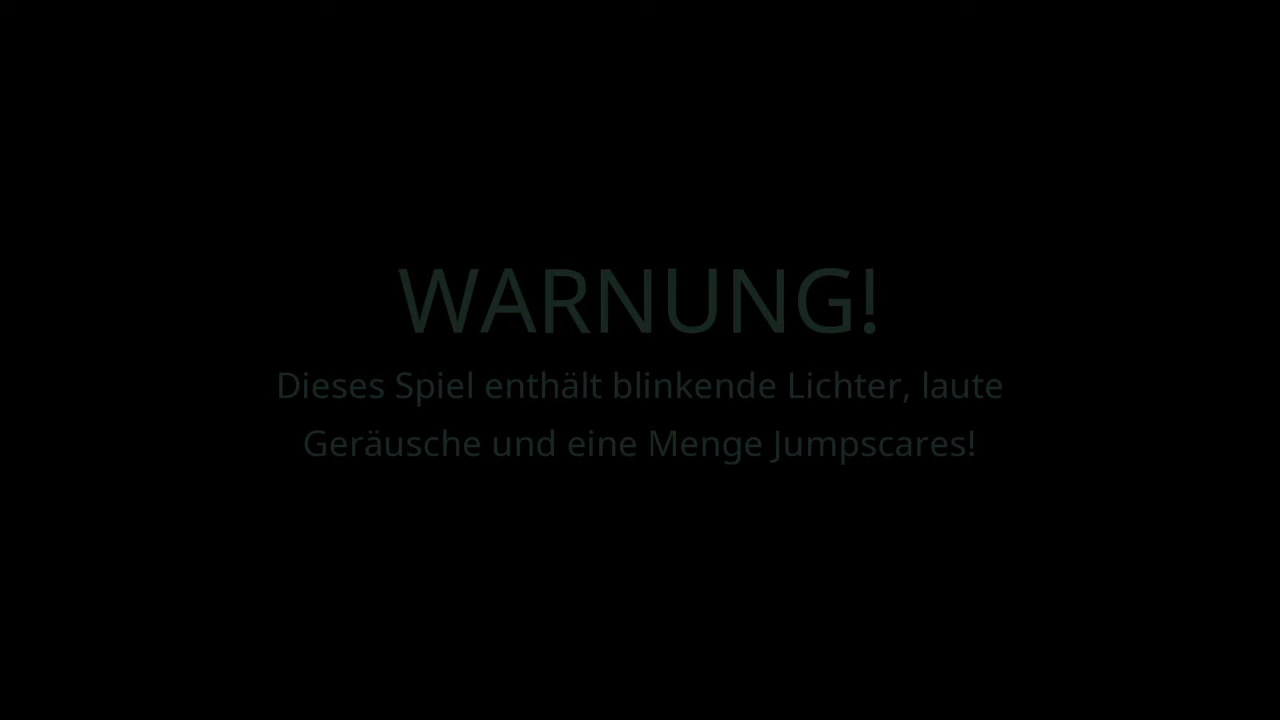 WARNUNG!
Dieses Spiel enthält blinkende Lichter, laute
Geräusche und eine Menge Jumpscares!